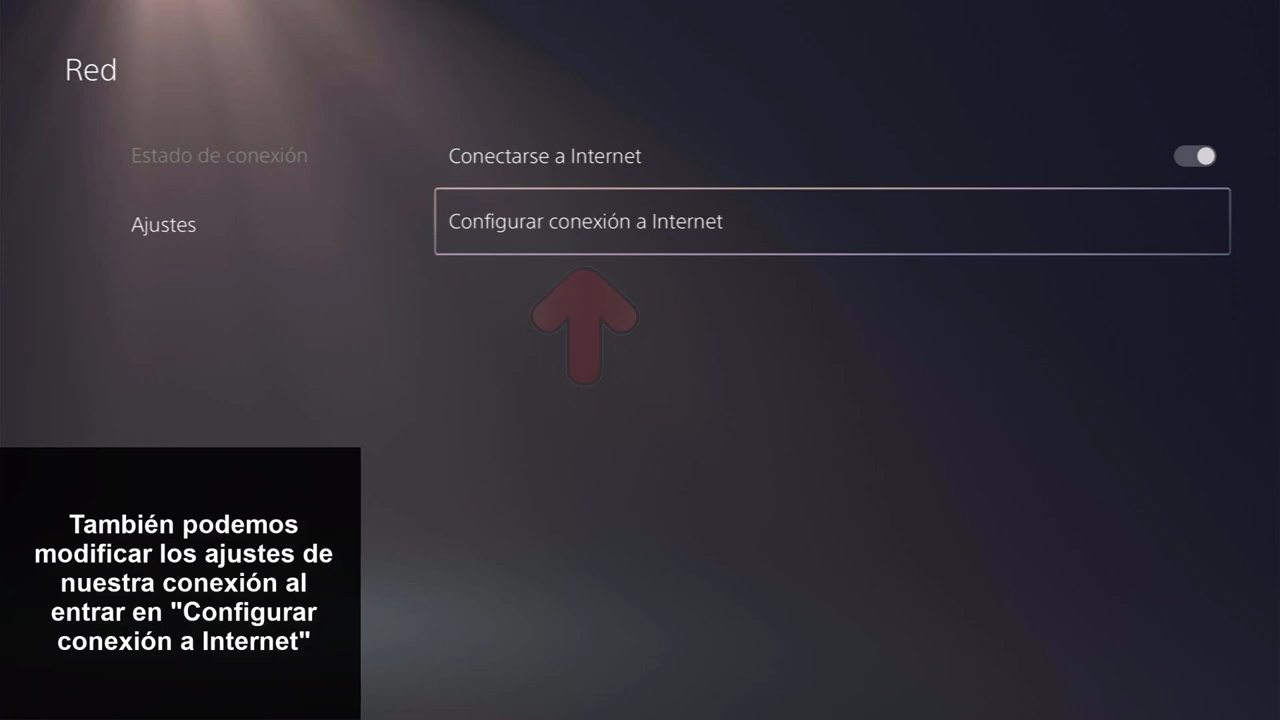 Red
Estado de conexión
Conectarse a Internet
Ajustes
Configurar conexión a Internet
También podemos
modificar los ajustes de
nuestra conexión al
entrar en "Configurar
conexión a Internet"